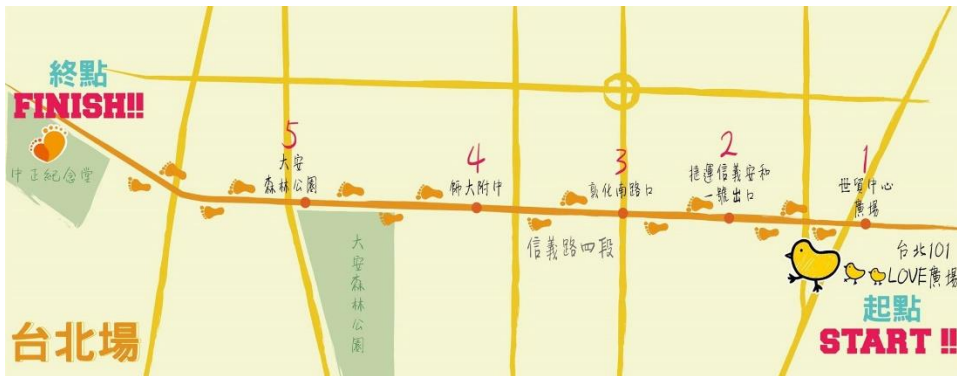 終點
FINISH!!
中正紀念堂
5
大安
森林公園
4
師大附中
3
敦化南路口
2
捷運信義安和
一號出口
1
世貿中心
廣場
信義路四段
大安森林公園
台北101
LOVE廣場
起點
START !!
台北場